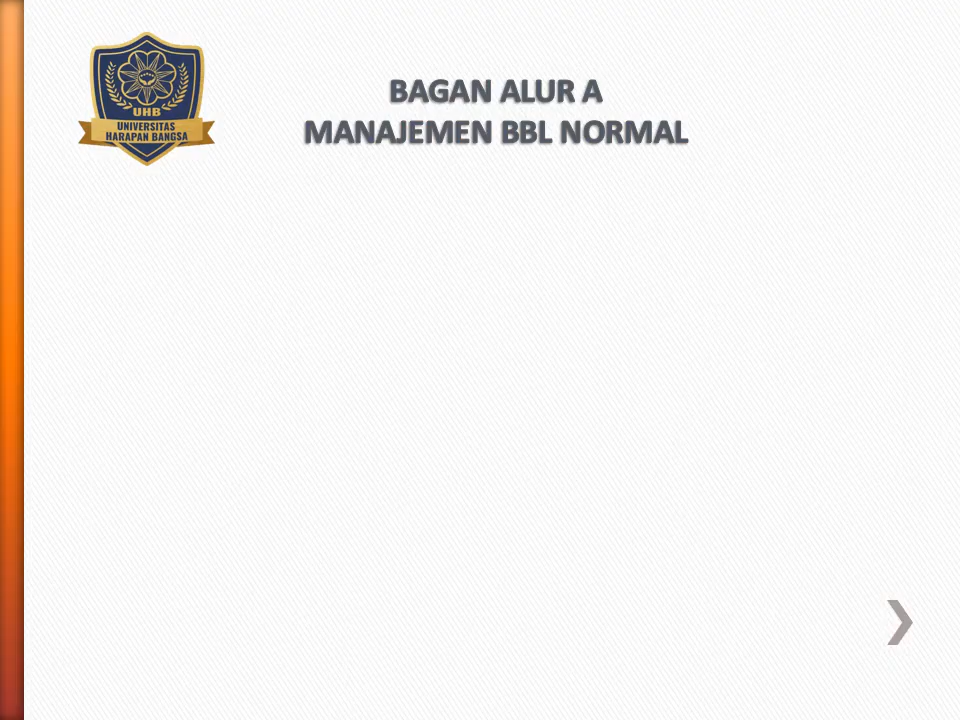 UHB
UNIVERSITAS
HARAPAN BANGSA
BAGAN ALUR A
MANAJEMEN BBL NORMAL